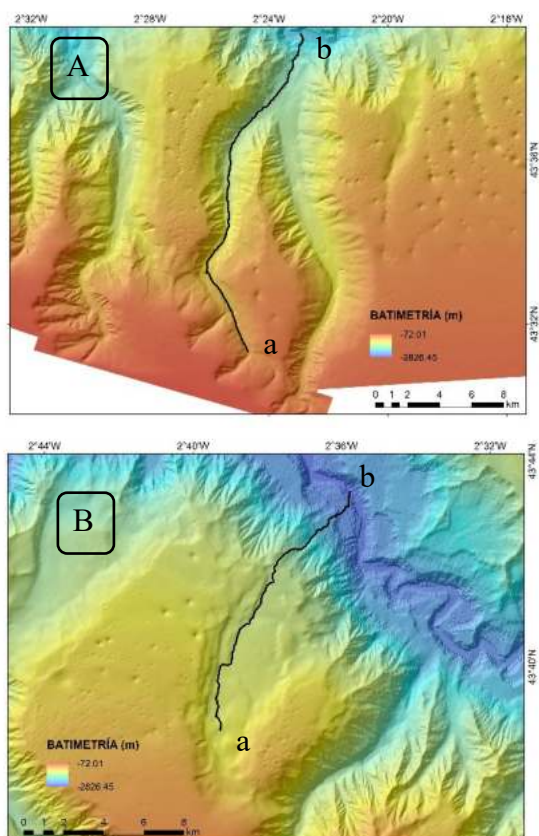 2°32'W 2°28'W 2°24'W 2°20'W 2°18'W
A
b
43°36'N
a
43°32'N
BATIMETRÍA (m)
-72.01
-2826.45
0 1 2 4 6 8
km
2°44'W 2°40'W 2°36'W 2°32'W
43°44'N
B
b
43°40'N
a
BATIMETRÍA (m)
-72.01
-2826.45
0 1 2 4 6 8
km